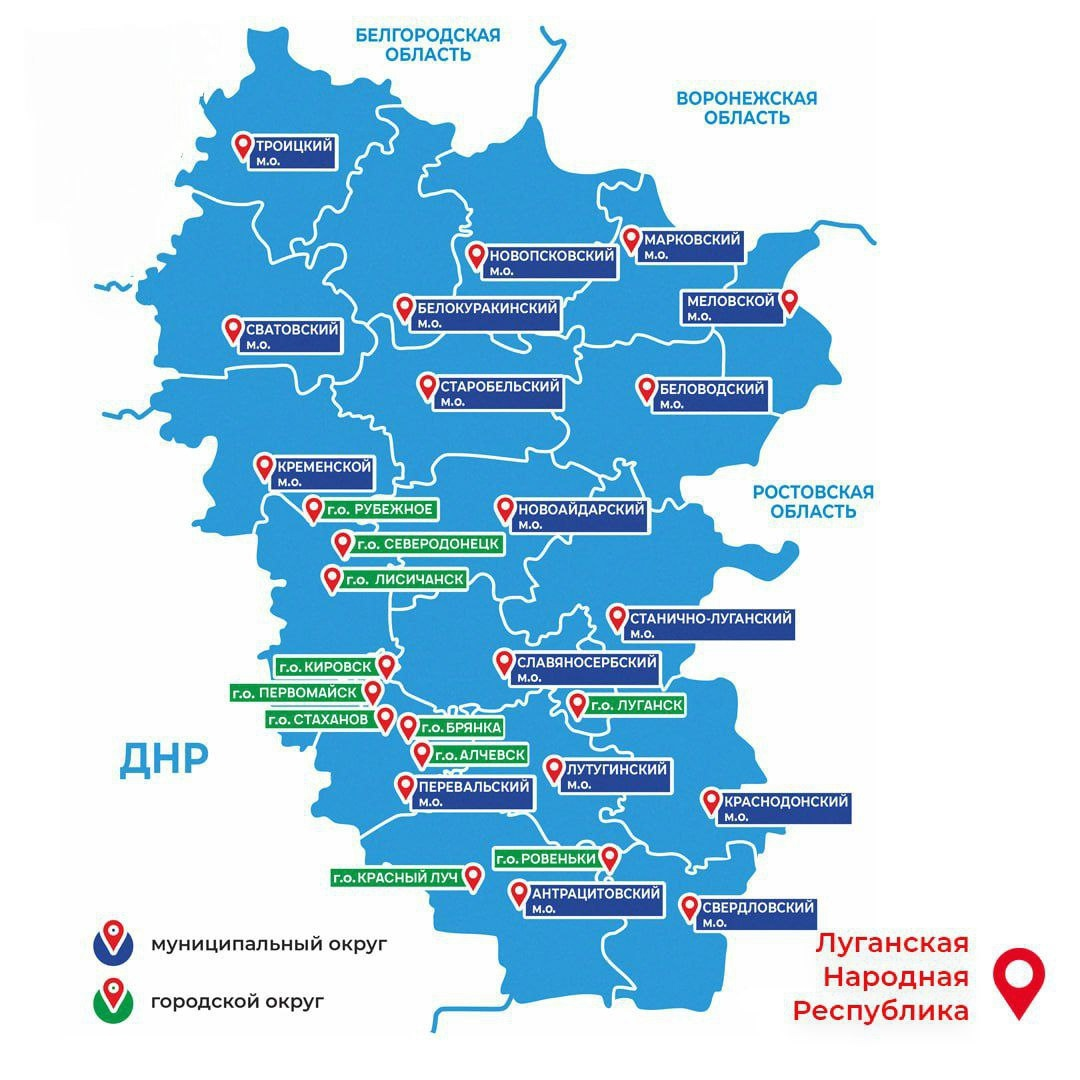 БЕЛГОРОДСКАЯ
ОБЛАСТЬ
ВОРОНЕЖСКАЯ
ОБЛАСТЬ
ТРОИЦКИЙ
м.о.
МАРКОВСКИЙ
м.о.
НОВОПСКОВСКИЙ
м.о.
МЕЛОВСКОЙ
м.о.
БЕЛОКУРАКИНСКИЙ
м.о.
СВАТОВСКИЙ
м.о.
СТАРОБЕЛЬСКИЙ
м.о.
БЕЛОВОДСКИЙ
м.о.
КРЕМЕНСКОЙ
м.о.
РОСТОВСКАЯ
ОБЛАСТЬ
г.о. РУБЕЖНОЕ
НОВОАЙДАРСКИЙ
м.о.
г.о. СЕВЕРОДОНЕЦК
г.о. ЛИСИЧАНСК
СТАНИЧНО-ЛУГАНСКИЙ
м.о.
г.о. КИРОВСК
СЛАВЯНОСЕРБСКИЙ
м.о.
г.о. ПЕРВОМАЙСК
г.о. ЛУГАНСК
г.о. СТАХАНОВ
г.о. БРЯНКА
г.о. АЛЧЕВСК
ДНР
ЛУТУГИНСКИЙ
м.о.
ПЕРЕВАЛЬСКИЙ
м.о.
КРАСНОДОНСКИЙ
м.о.
г.о. РОВЕНЬКИ
г.о. КРАСНЫЙ ЛУЧ
АНТРАЦИТОВСКИЙ
м.о.
СВЕРДЛОВСКИЙ
м.о.
муниципальный округ
городской округ
Луганская
Народная
Республика